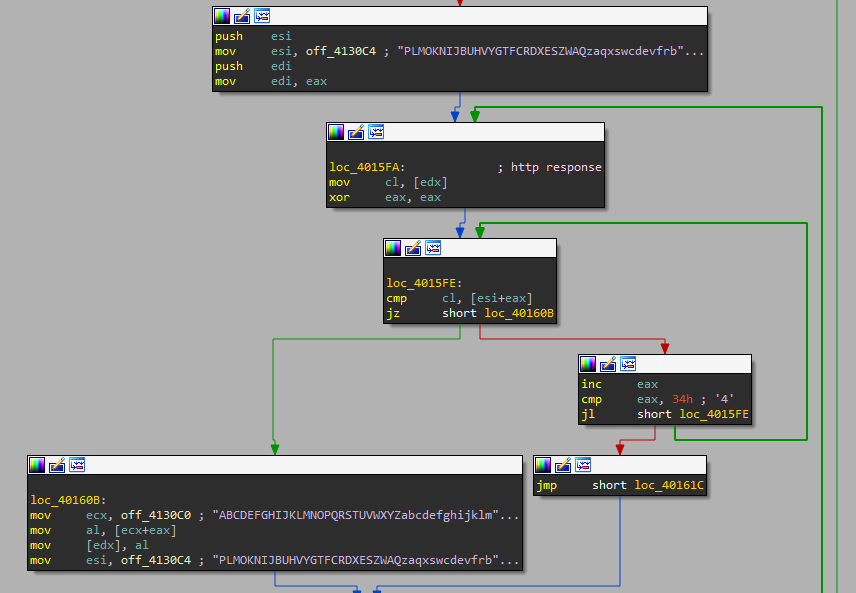 push esi
mov esi, off_4130C4 ; "PLMOKNIJBUHVYGTFCRDXESZWAQzaqxswcdevfrb"...
push edi
mov edi, eax
loc_4015FA: ; http response
mov cl, [edx]
xor eax, eax
loc_4015FE:
cmp cl, [esi+eax]
jz short loc_40160B
inc eax
cmp eax, 34h ; '4'
jl short loc_4015FE
loc_40160B:
mov ecx, off_4130C0 ; "ABCDEFGHIJKLMNOPQRSTUVWXYZabcdefghijklm"...
mov al, [ecx+eax]
mov [edx], al
mov esi, off_4130C4 ; "PLMOKNIJBUHVYGTFCRDXESZWAQzaqxswcdevfrb"...
jmp short loc_40161C